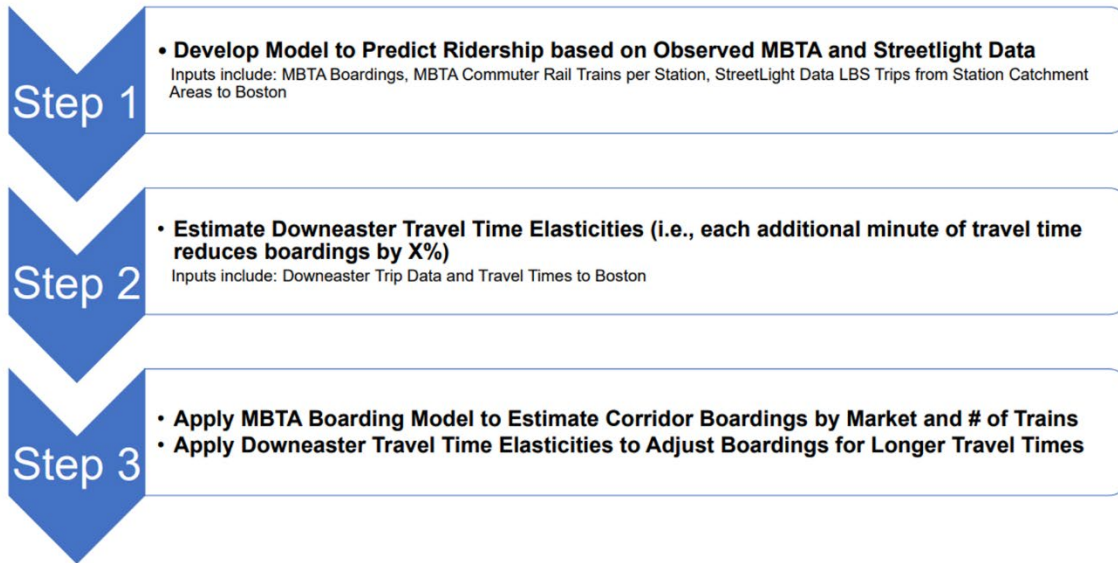 Step 1
• Develop Model to Predict Ridership based on Observed MBTA and Streetlight Data
Inputs include: MBTA Boardings, MBTA Commuter Rail Trains per Station, StreetLight Data LBS Trips from Station Catchment
Areas to Boston
Step 2
• Estimate Downeaster Travel Time Elasticities (i.e., each additional minute of travel time
reduces boardings by X%)
Inputs include: Downeaster Trip Data and Travel Times to Boston
Step 3
• Apply MBTA Boarding Model to Estimate Corridor Boardings by Market and # of Trains
• Apply Downeaster Travel Time Elasticities to Adjust Boardings for Longer Travel Times